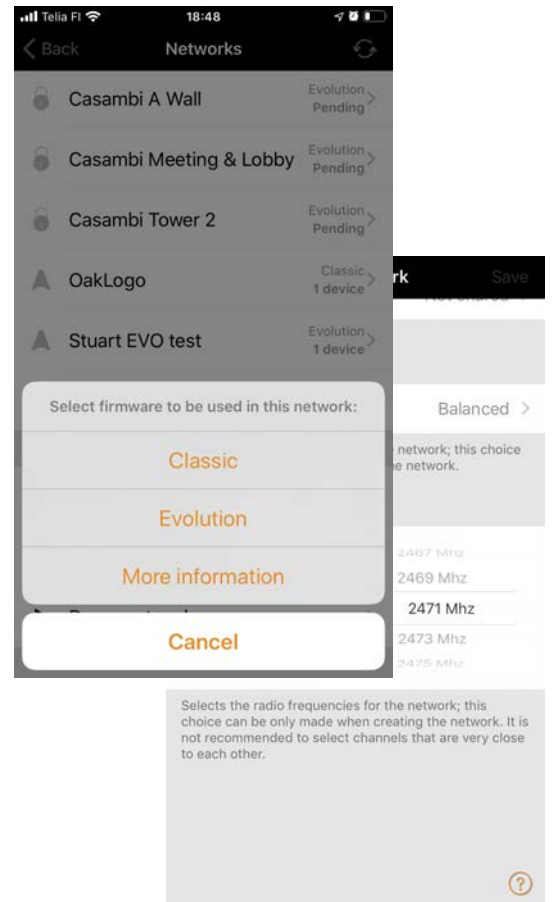 Telia FI 18:48
Back Networks
Casambi A Wall Evolution Pending
Casambi Meeting & Lobby Evolution Pending
Casambi Tower 2 Evolution Pending
OakLogo Classic 1 device
Stuart EVO test Evolution 1 device
Select firmware to be used in this network:
Classic
Evolution
More information
Cancel
rk Save
Balanced
network; this choice
e network.
2467 Mhz
2469 Mhz
2471 Mhz
2473 Mhz
2475 Mhz
Selects the radio frequencies for the network; this
choice can be only made when creating the network. It is
not recommended to select channels that are very close
to each other.
?